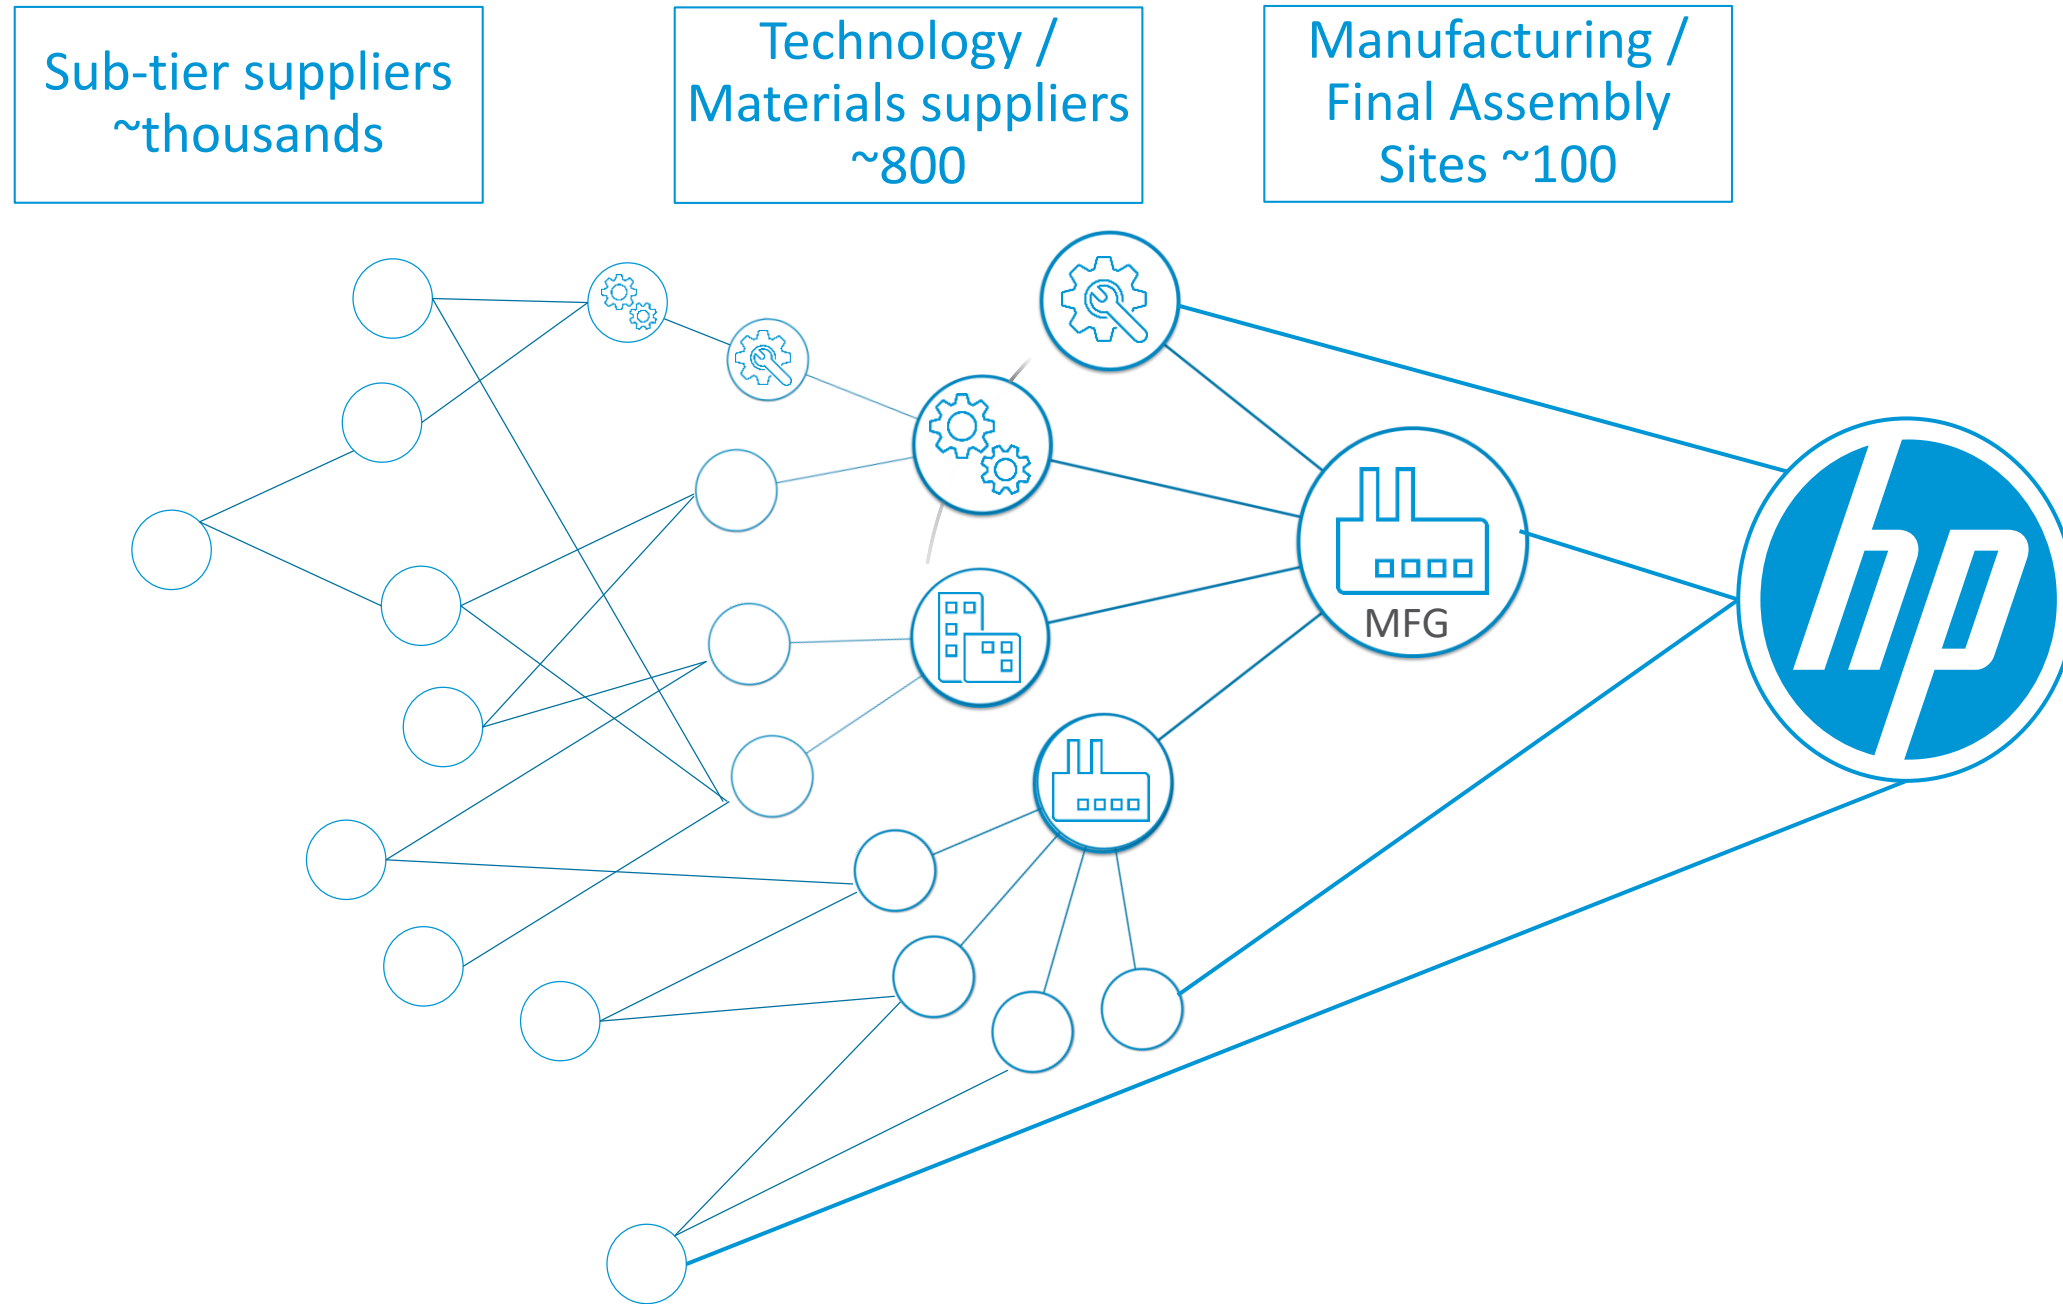 Sub-tier suppliers
~thousands
Technology /
Materials suppliers
~800
Manufacturing /
Final Assembly
Sites ~100
MFG
hp